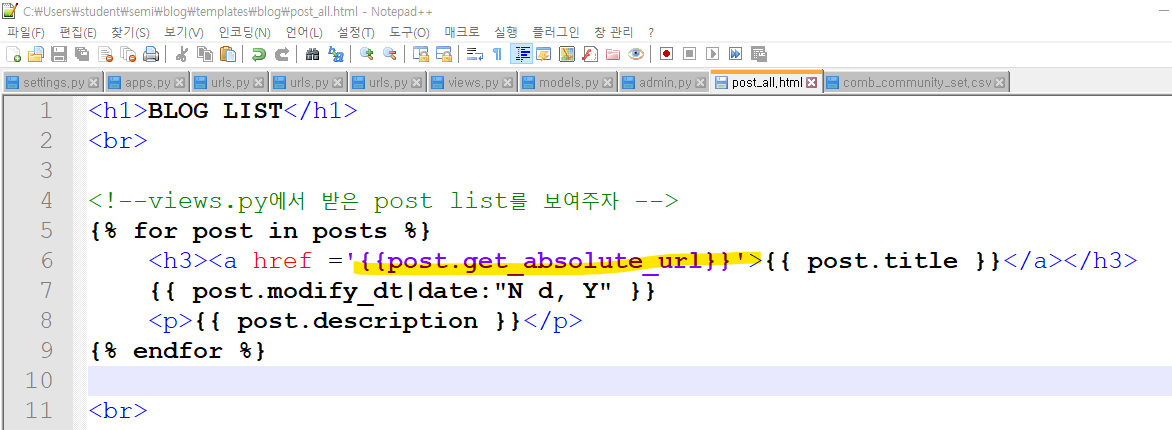 C:₩Users₩student₩semi₩blog₩templates₩blog₩post_all.html - Notepad++
파일(F) 편집(E) 찾기(S) 보기(V) 인코딩(N) 언어(L) 설정(T) 도구(O) 매크로 실행 플러그인 창 관리 ?
settings.py apps.py urls.py urls.py urls.py views.py models.py admin.py post_all.html comb_community_set.csv
1 <h1>BLOG LIST</h1>
2 <br>
3
4 <!--views.py에서 받은 post list를 보여주자 -->
5 {% for post in posts %}
6 <h3><a href ='{{post.get_absolute_url}}'>{{ post.title }}</a></h3>
7 {{ post.modify_dt|date:"N d, Y" }}
8 <p>{{ post.description }}</p>
9 {% endfor %}
10
11 <br>